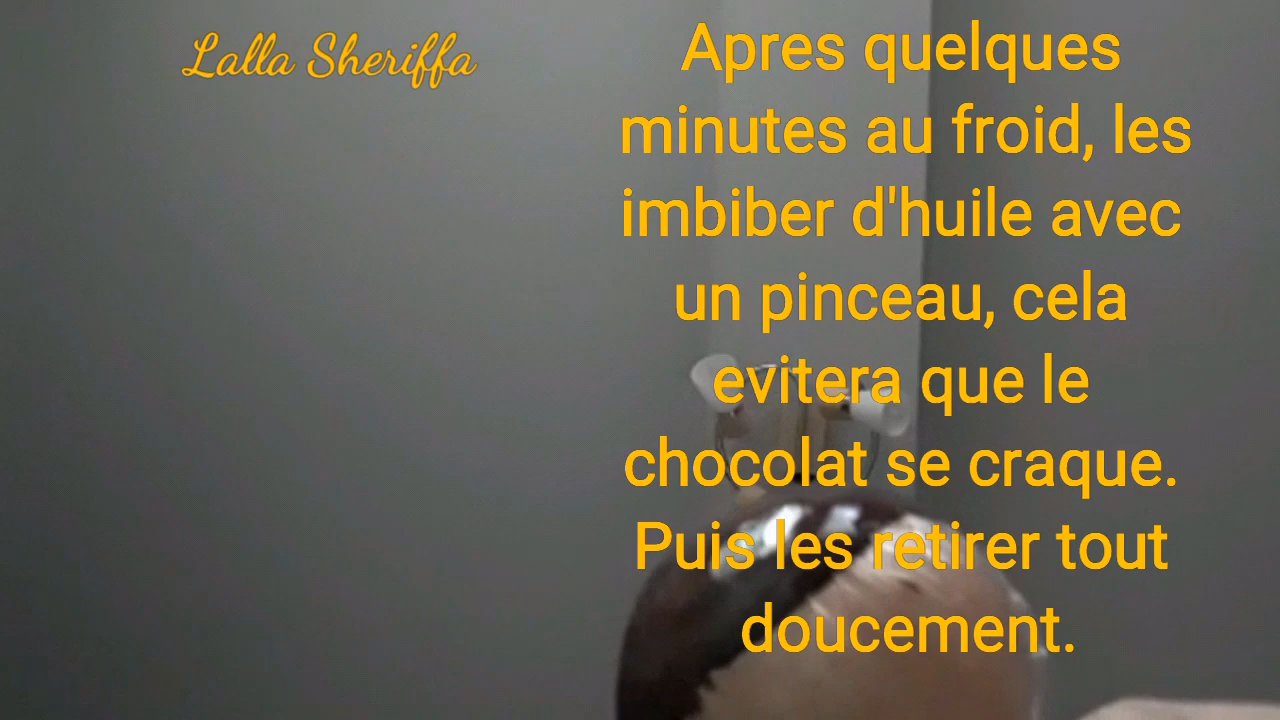 Lalla Sheriffa
Apres quelques
minutes au froid, les
imbiber d'huile avec
un pinceau, cela
evitera que le
chocolat se craque.
Puis les retirer tout
doucement.